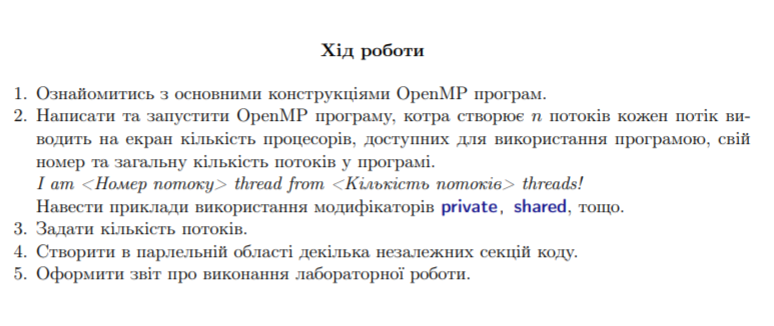 Хід роботи
1. Ознайомитись з основними конструкціями OpenMP програм.
2. Написати та запустити OpenMP програму, котра створює n потоків кожен потік ви-
водить на екран кількість процесорів, доступних для використання програмою, свій
номер та загальну кількість потоків у програмі.
I am <Номер потоку> thread from <Кількість потоків> threads!
Навести приклади використання модифікаторів private, shared, тощо.
3. Задати кількість потоків.
4. Створити в парлельній області декілька незалежних секцій коду.
5. Оформити звіт про виконання лабораторної роботи.